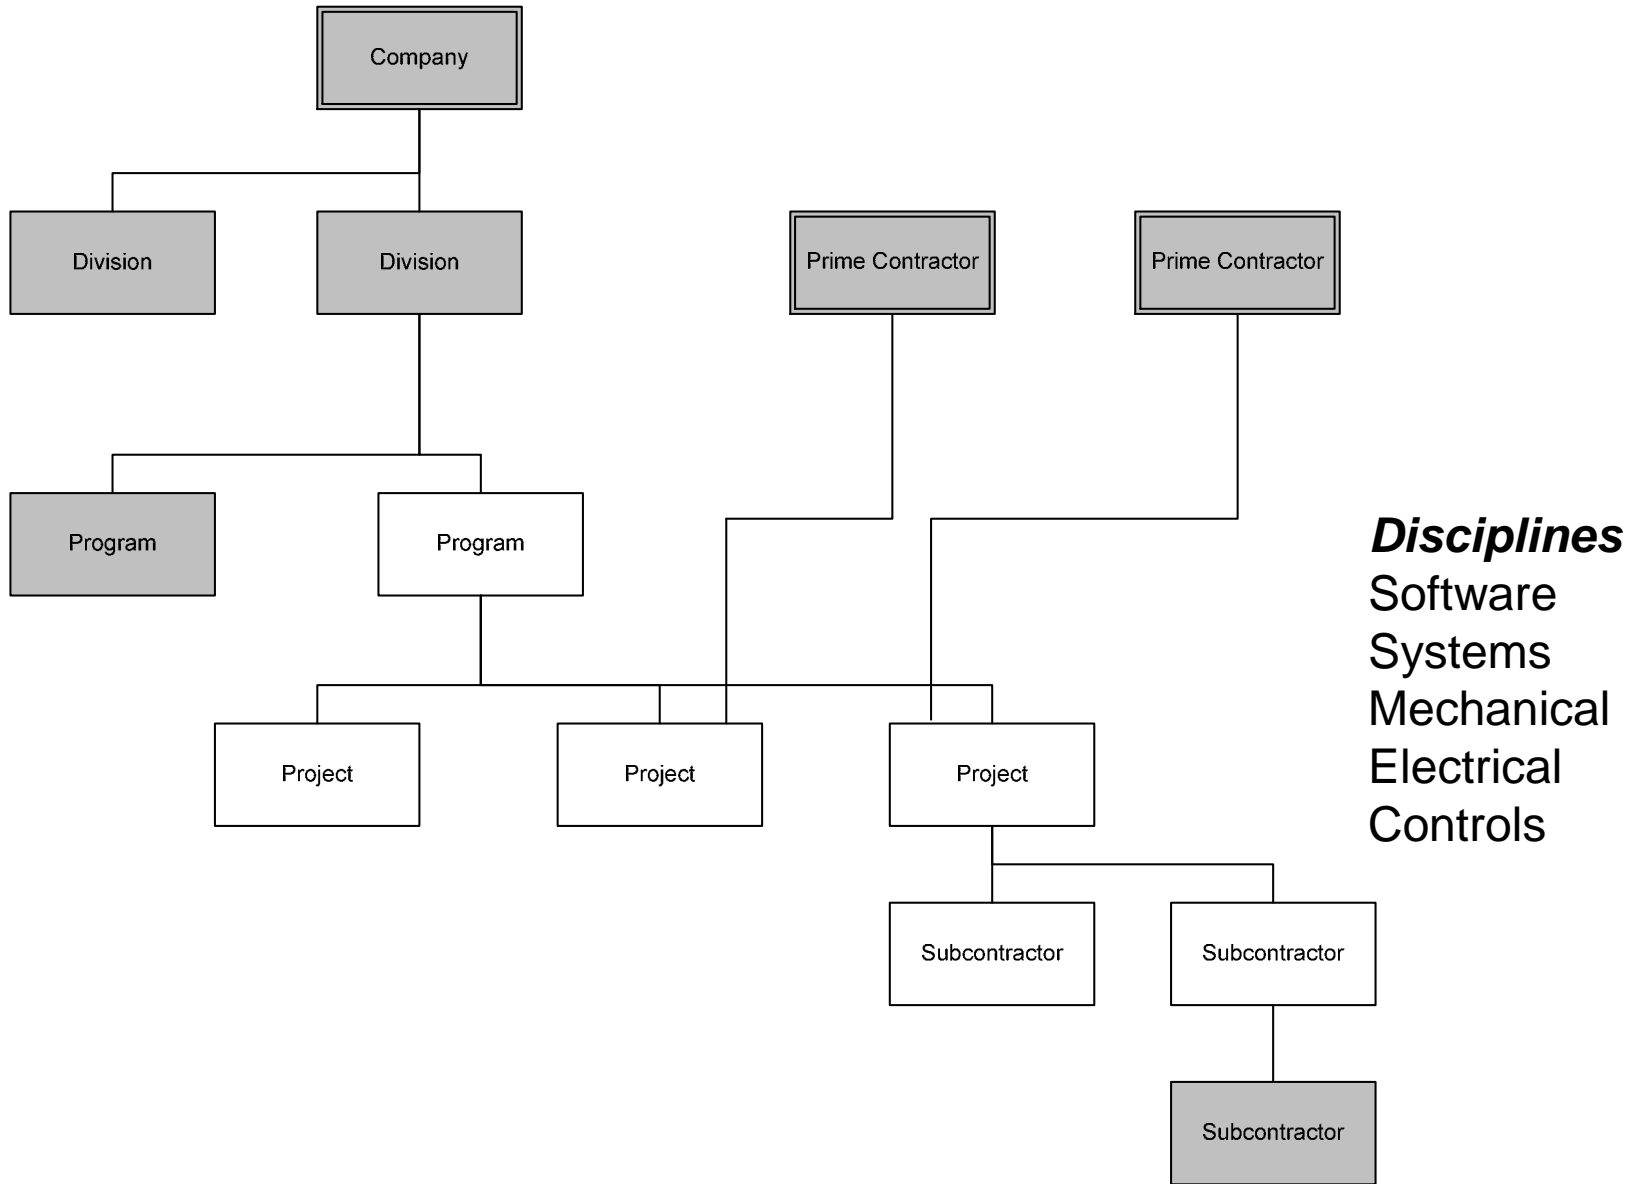 Company
Division
Division
Prime Contractor
Prime Contractor
Program
Program
Disciplines
Software
Systems
Mechanical
Electrical
Controls
Project
Project
Project
Subcontractor
Subcontractor
Subcontractor